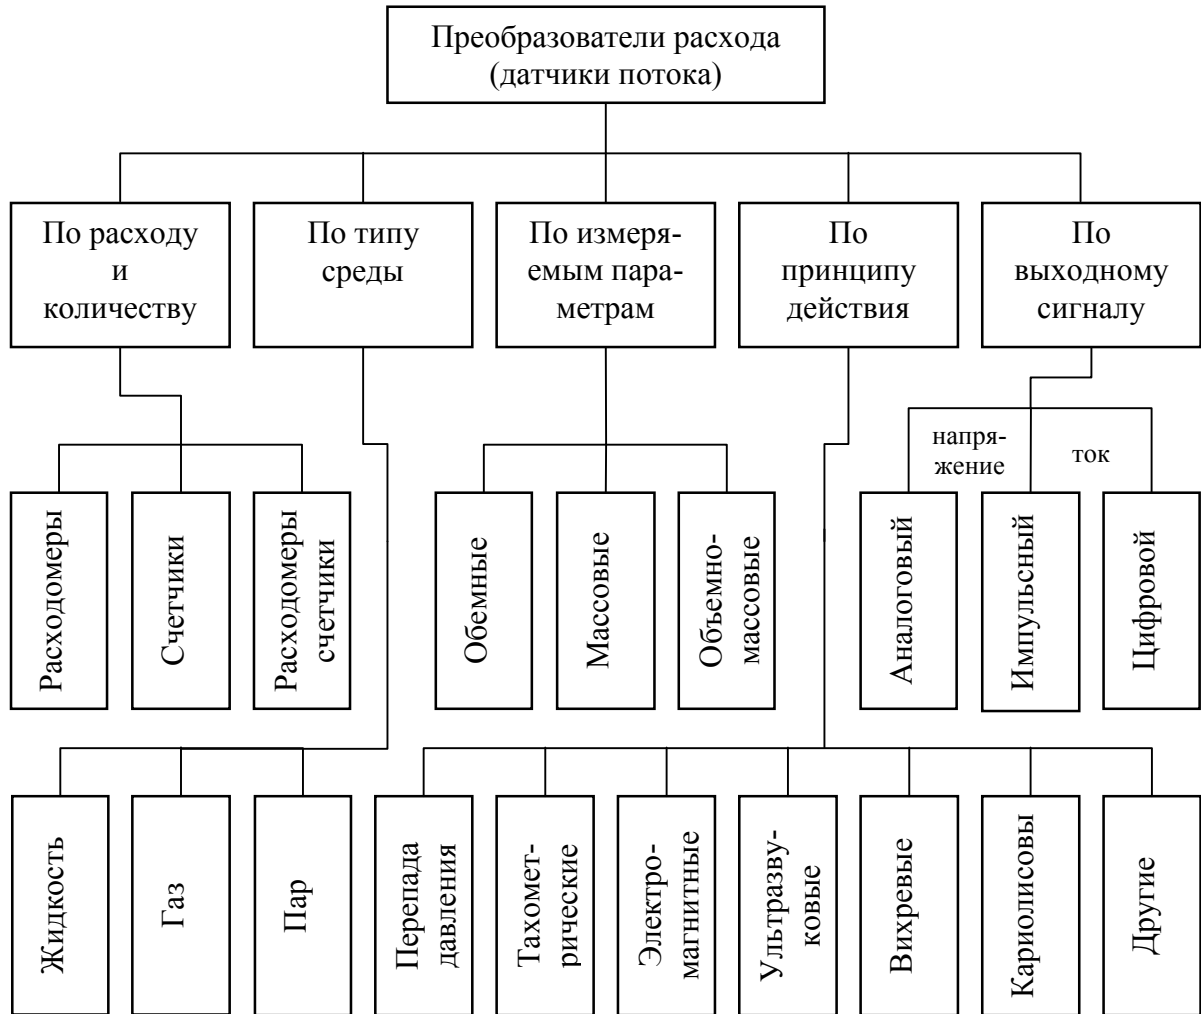 Преобразователи расхода
(датчики потока)
По расходу
и
количеству
По типу
среды
По измеря-
емым пара-
метрам
По
принципу
действия
По
выходному
сигналу
напря-
жение
ток
Расходомеры
Счетчики
Расходомеры
счетчики
Обемные
Массовые
Объемно-
массовые
Аналоговый
Импульсный
Цифровой
Жидкость
Газ
Пар
Перепада
давления
Тахомет-
рические
Электро-
магнитные
Ультразву-
ковые
Вихревые
Кариолисовы
Другие